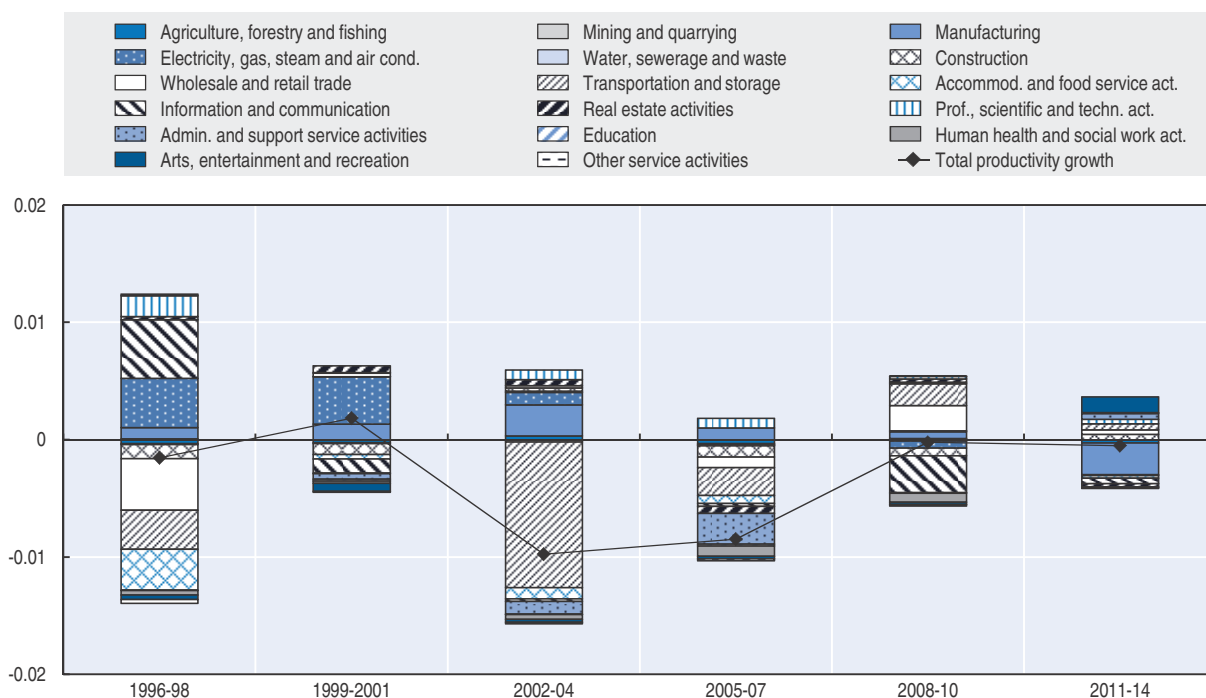 Agriculture, forestry and fishing
Mining and quarrying
Manufacturing
Electricity, gas, steam and air cond.
Water, sewerage and waste
Construction
Wholesale and retail trade
Transportation and storage
Accommod. and food service act.
Information and communication
Real estate activities
Prof., scientific and techn. act.
Admin. and support service activities
Education
Human health and social work act.
Arts, entertainment and recreation
Other service activities
Total productivity growth
0.02
0.01
0
-0.01
-0.02
1996-98
1999-2001
2002-04
2005-07
2008-10
2011-14